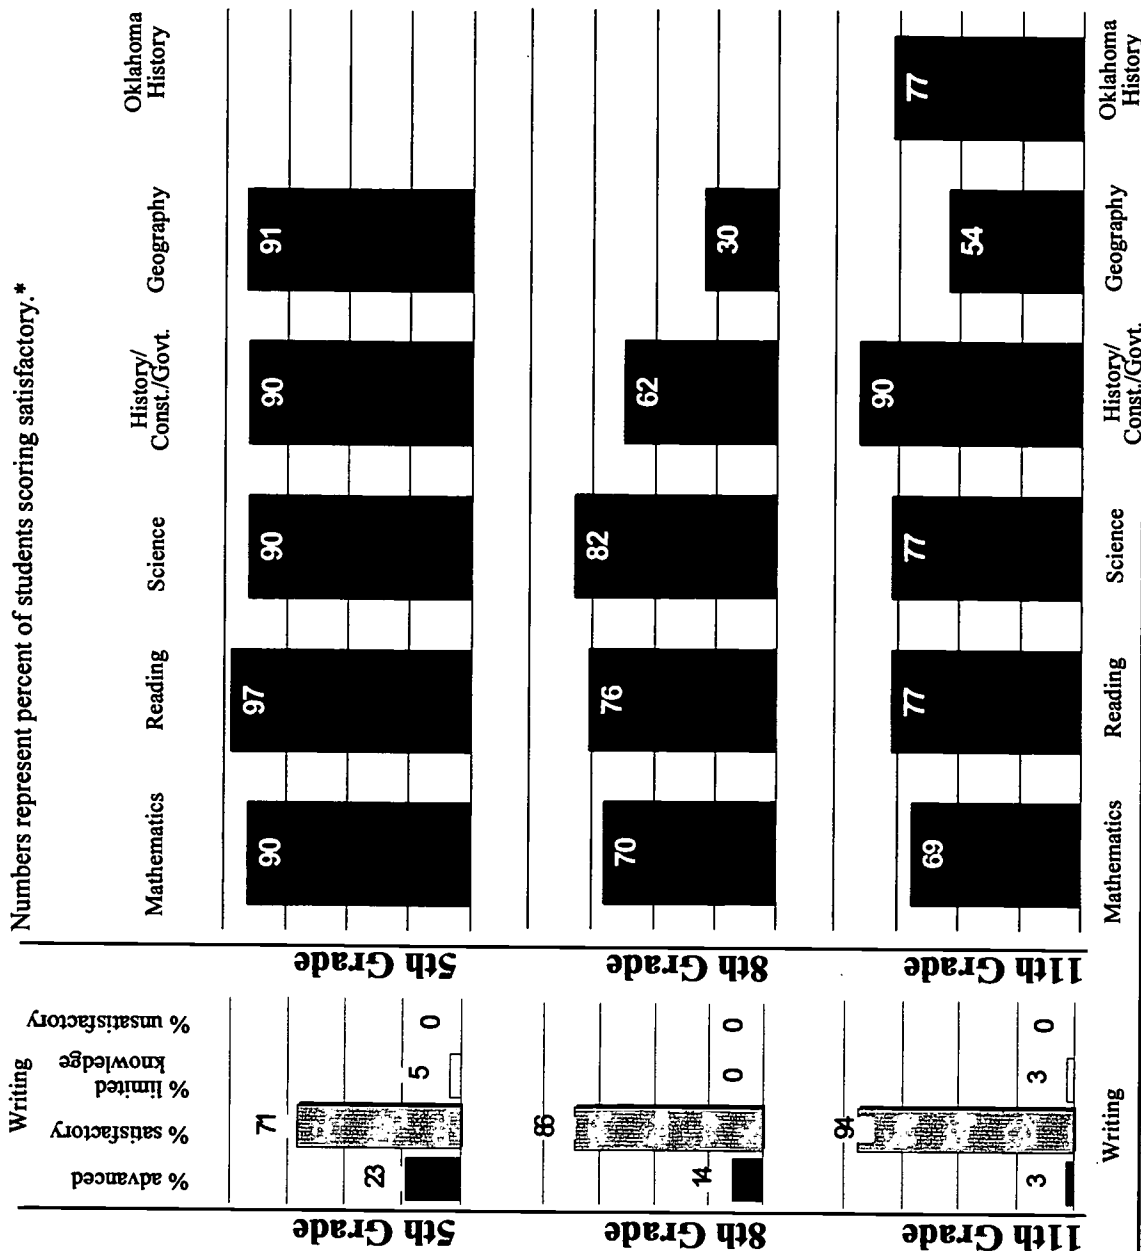 Numbers represent percent of students scoring satisfactory.*
Writing
% advanced
% satisfactory
% limited
knowledge
% unsatisfactory
Mathematics
Reading
Science
History/
Const./Govt.
Geography
Oklahoma
History
5th Grade
23
71
5
0
5th Grade
90
97
90
90
91
8th Grade
14
86
0
0
8th Grade
70
76
82
62
30
11th Grade
3
94
3
0
11th Grade
69
77
77
90
54
77
Writing
Mathematics
Reading
Science
History/
Const./Govt.
Geography
Oklahoma
History